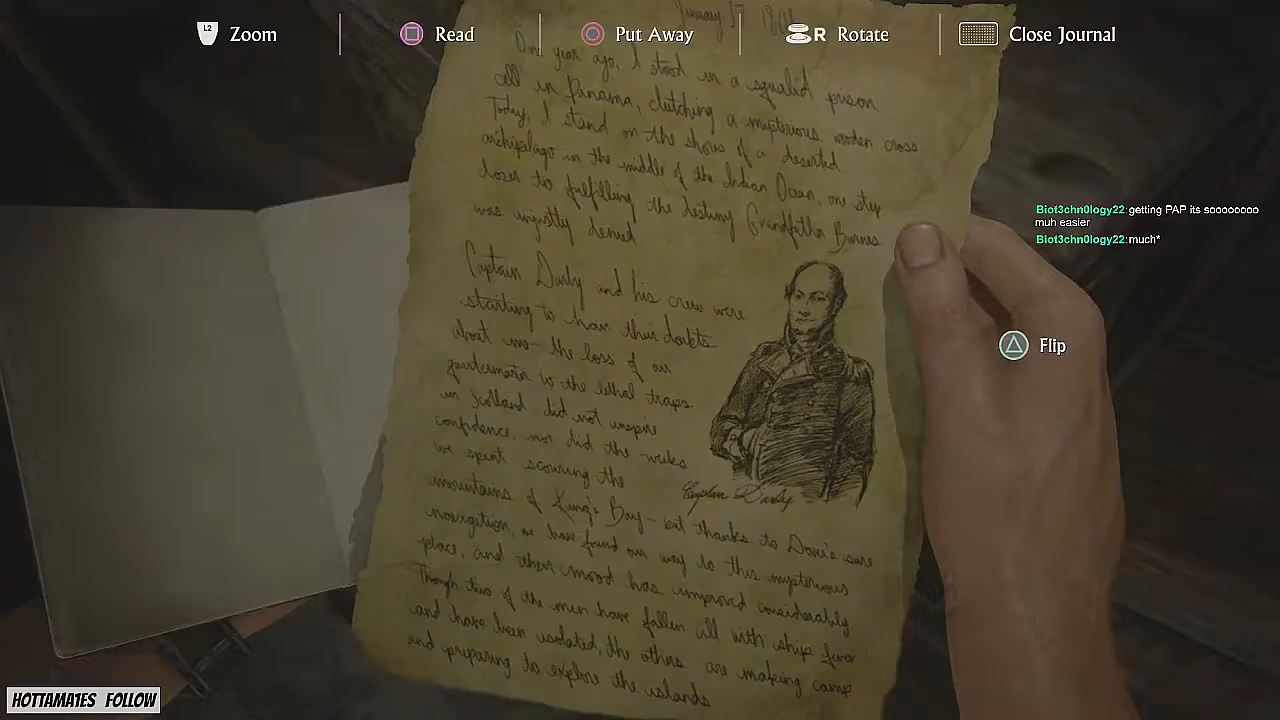 L2 Zoom
Read
Put Away
R Rotate
Close Journal
One year ago, I stood in a squalid prison
cell in Panama, clutching a mysterious wooden cross
Today, I stand on the shores of a deserted
archipelago in the middle of the Indian Ocean, one step
closer to fulfilling the destiny Grandfather Burnes
was unjustly denied
Captain Darby and his crew were
starting to have their doubts
about me - the loss of our
quartermaster to the lethal traps
in Scotland did not inspire
confidence, nor did the weeks
we spent scouring the
mountains of King's Bay - but thanks to Dori's sure
navigation, we have found our way to this mysterious
place, and their mood has improved considerably
Though two of the men have fallen ill with ship fever
and have been isolated, the others are making camp
and preparing to explore the islands
Captain Darby
Flip
Biot3chn0logy22:getting PAP its soooooooo
muh easier
Biot3chn0logy22:much*
HOTTAMA1ES FOLLOW